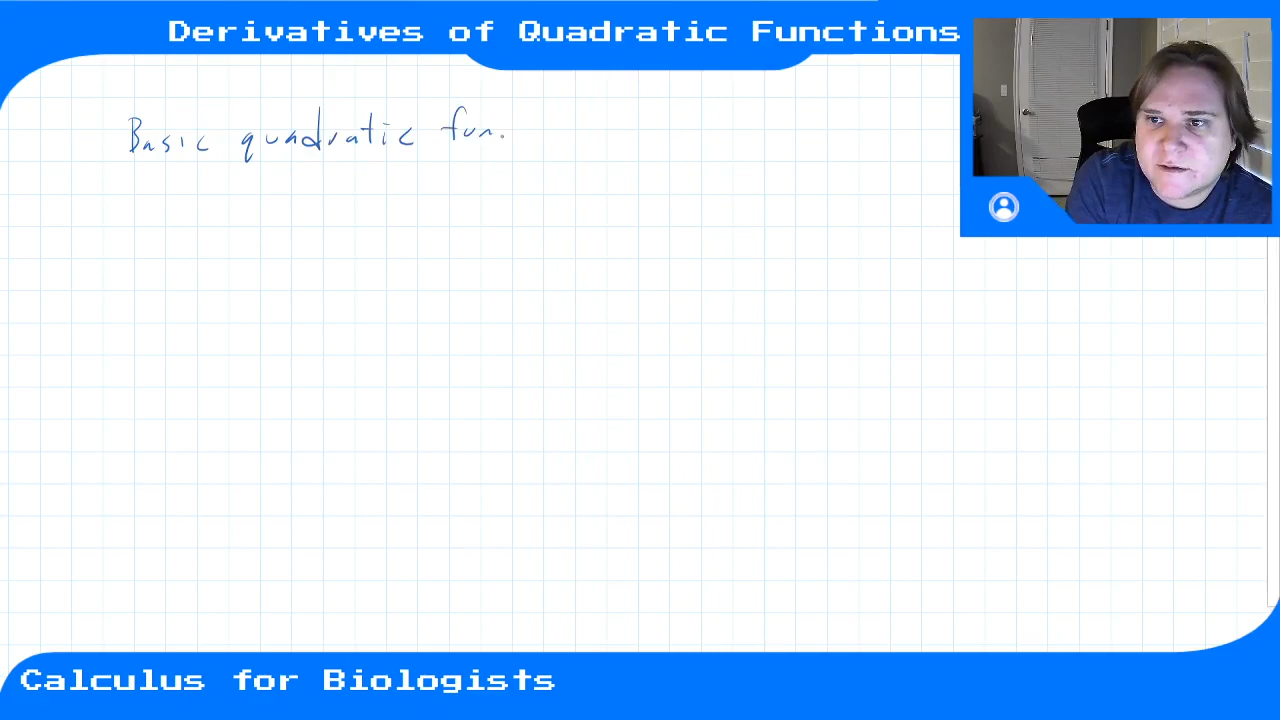 Derivatives of Quadratic Functions
Basic quadratic fun.
Calculus for Biologists